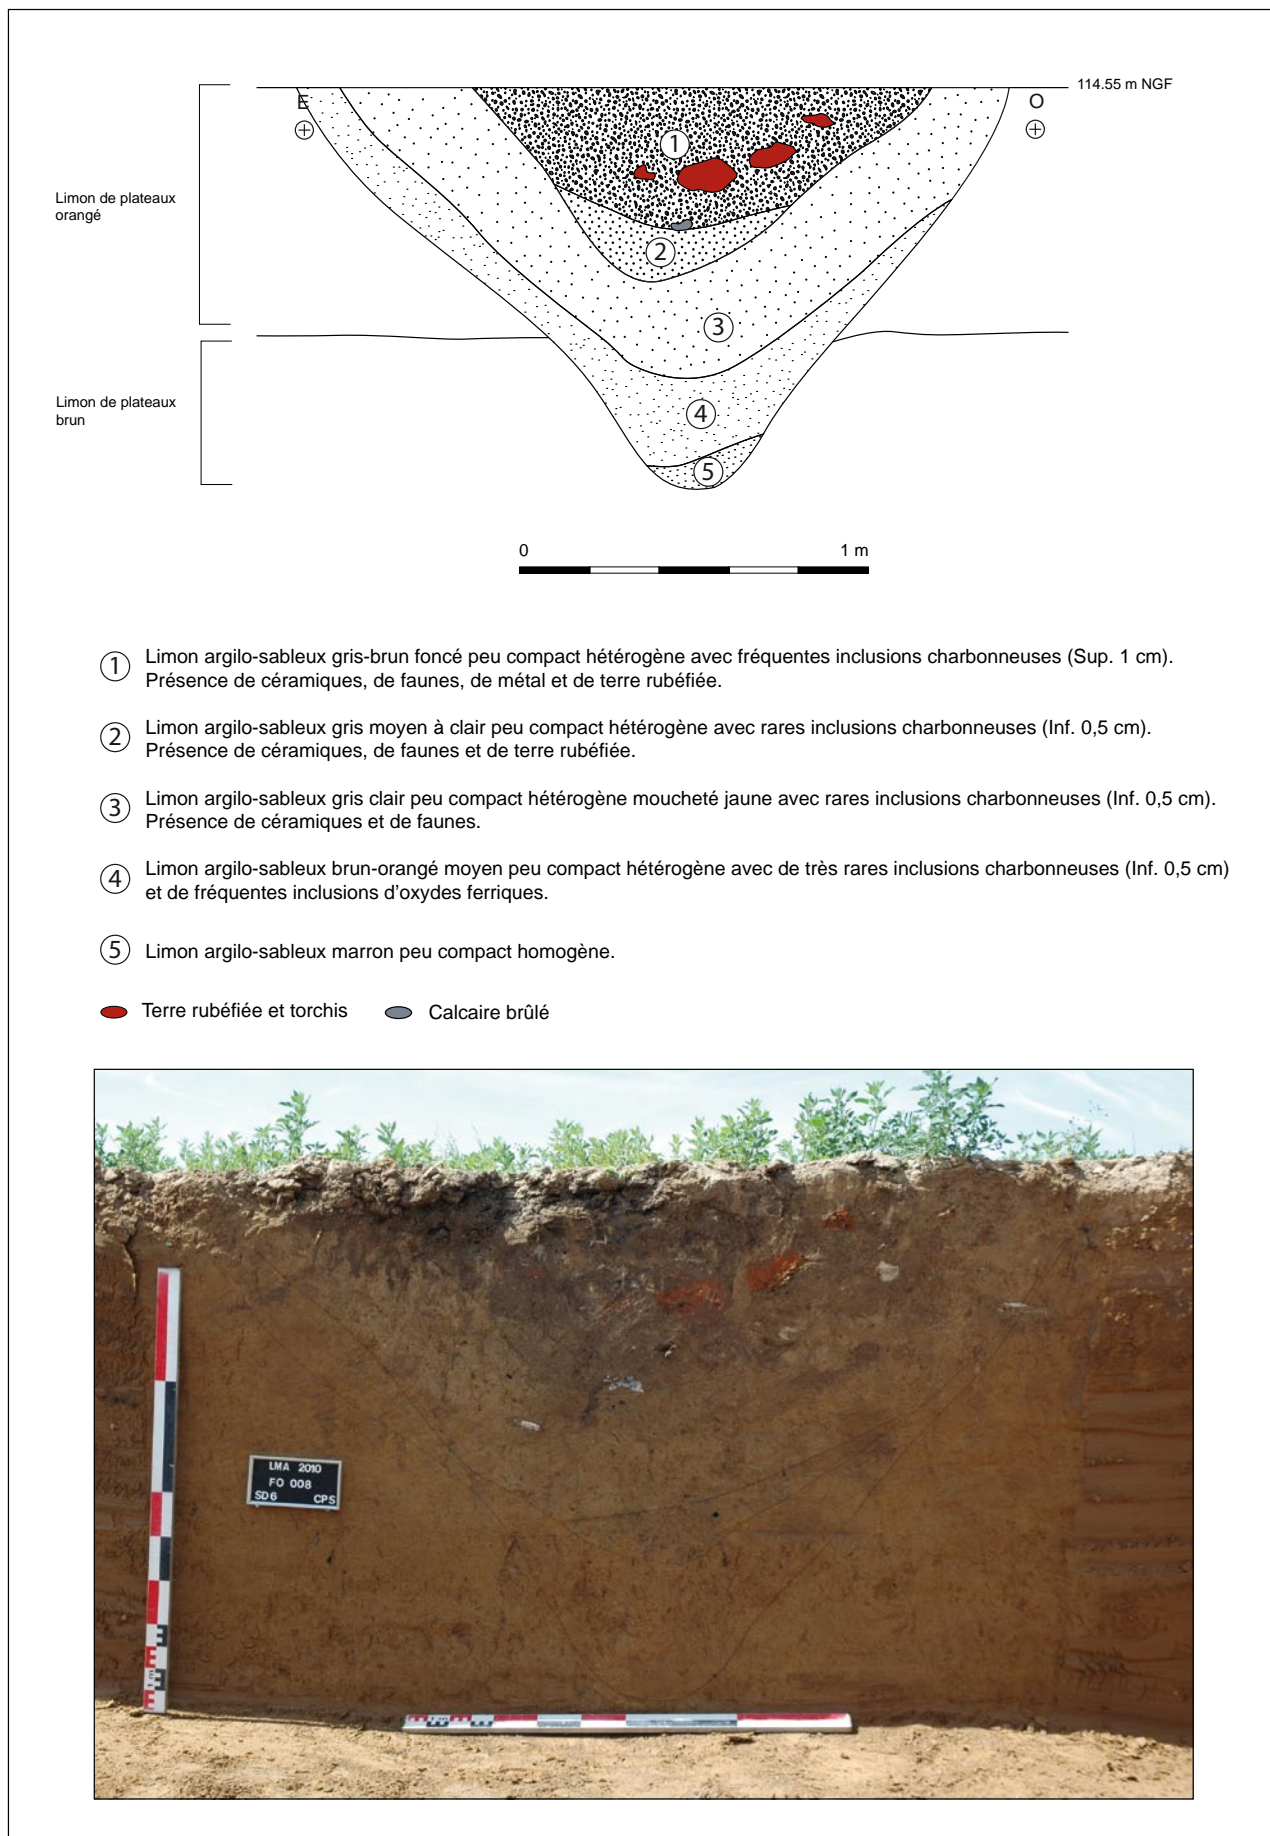 114.55 m NGF
E
O
1
Limon de plateaux
orangé
2
3
Limon de plateaux
brun
4
5
0 1 m
1 Limon argilo-sableux gris-brun foncé peu compact hétérogène avec fréquentes inclusions charbonneuses (Sup. 1 cm).
Présence de céramiques, de faunes, de métal et de terre rubéfiée.
2 Limon argilo-sableux gris moyen à clair peu compact hétérogène avec rares inclusions charbonneuses (Inf. 0,5 cm).
Présence de céramiques, de faunes et de terre rubéfiée.
3 Limon argilo-sableux gris clair peu compact hétérogène moucheté jaune avec rares inclusions charbonneuses (Inf. 0,5 cm).
Présence de céramiques et de faunes.
4 Limon argilo-sableux brun-orangé moyen peu compact hétérogène avec de très rares inclusions charbonneuses (Inf. 0,5 cm)
et de fréquentes inclusions d'oxydes ferriques.
5 Limon argilo-sableux marron peu compact homogène.
Terre rubéfiée et torchis Calcaire brûlé
LMA 2010
FO 008
SD6 CPS